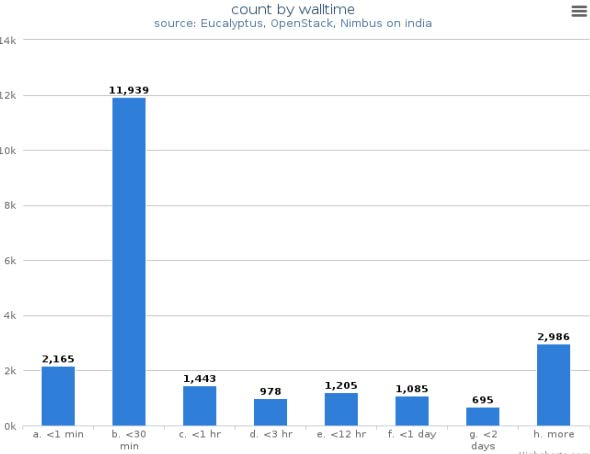 count by walltime
source: Eucalyptus, OpenStack, Nimbus on india
14k
12k
10k
8k
6k
4k
2k
0k
2,165
11,939
1,443
978
1,205
1,085
695
2,986
a. <1 min
b. <30
min
c. <1 hr
d. <3 hr
e. <12 hr
f. <1 day
g. <2
days
h. more